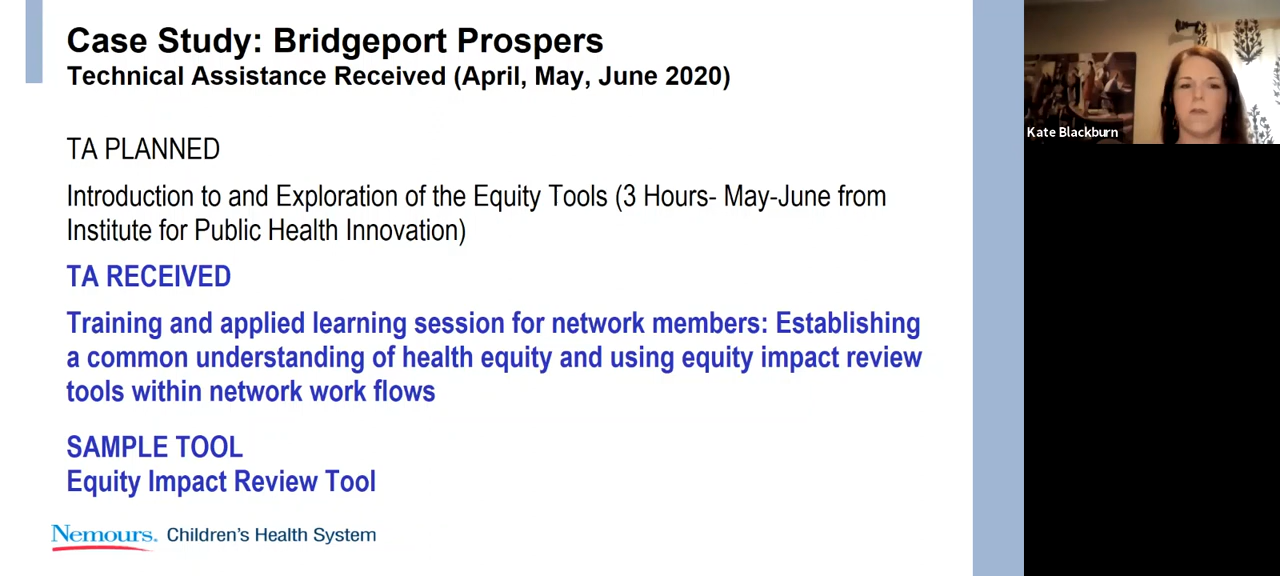 Case Study: Bridgeport Prospers
Technical Assistance Received (April, May, June 2020)
TA PLANNED
Introduction to and Exploration of the Equity Tools (3 Hours- May-June from
Institute for Public Health Innovation)
TA RECEIVED
Training and applied learning session for network members: Establishing
a common understanding of health equity and using equity impact review
tools within network work flows
SAMPLE TOOL
Equity Impact Review Tool
Nemours. Children's Health System
Kate Blackburn